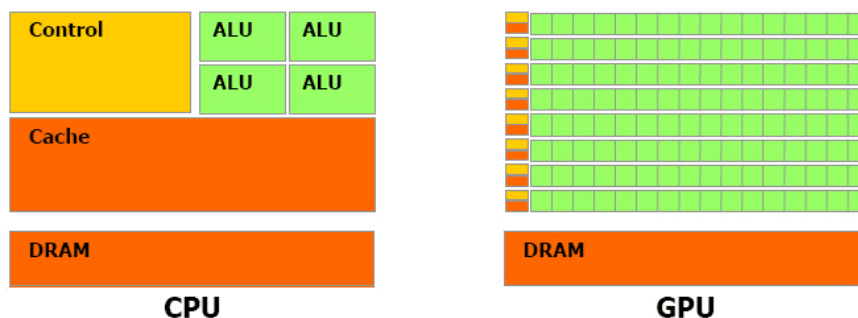 Control
ALU ALU
ALU ALU
Cache
DRAM
CPU
DRAM
GPU